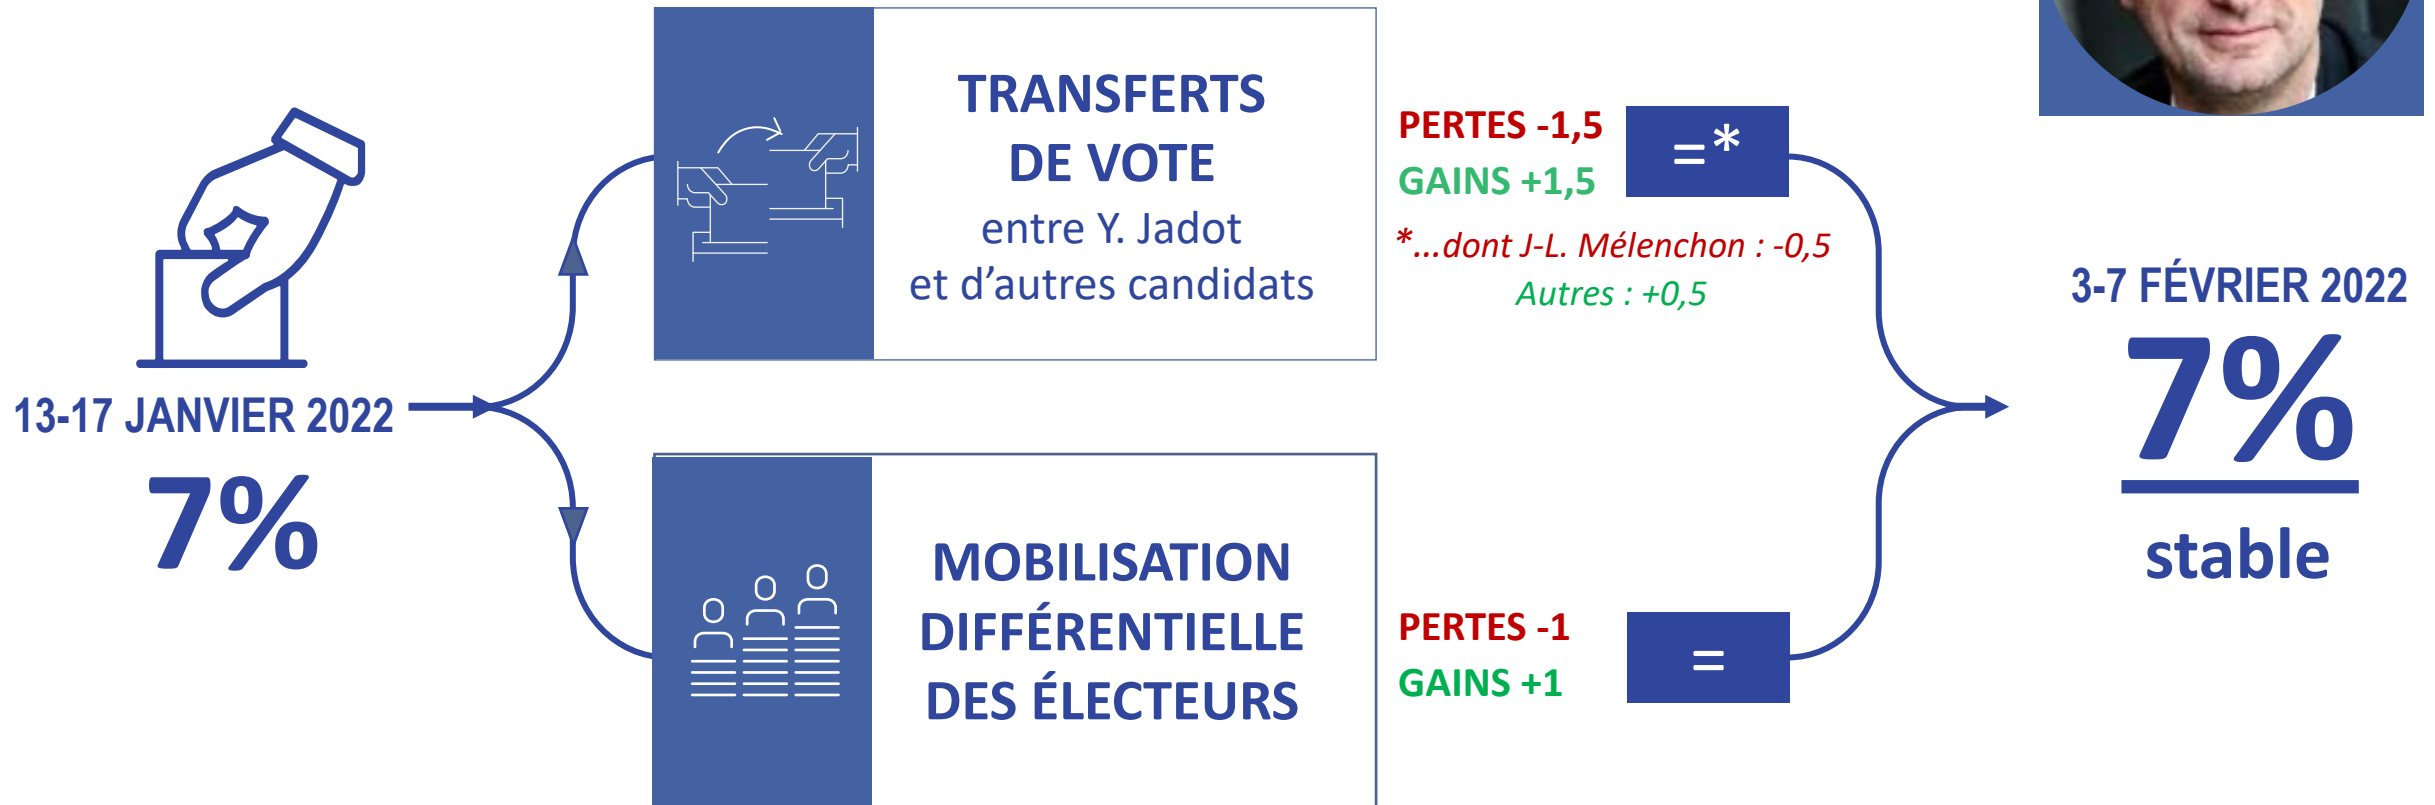 13-17 JANVIER 2022
7%
TRANSFERTS
DE VOTE
entre Y. Jadot
et d’autres candidats
PERTES -1,5
GAINS +1,5
=*
*...dont J-L. Mélenchon : -0,5
Autres : +0,5
MOBILISATION
DIFFÉRENTIELLE
DES ÉLECTEURS
PERTES -1
GAINS +1
=
3-7 FÉVRIER 2022
7%
stable